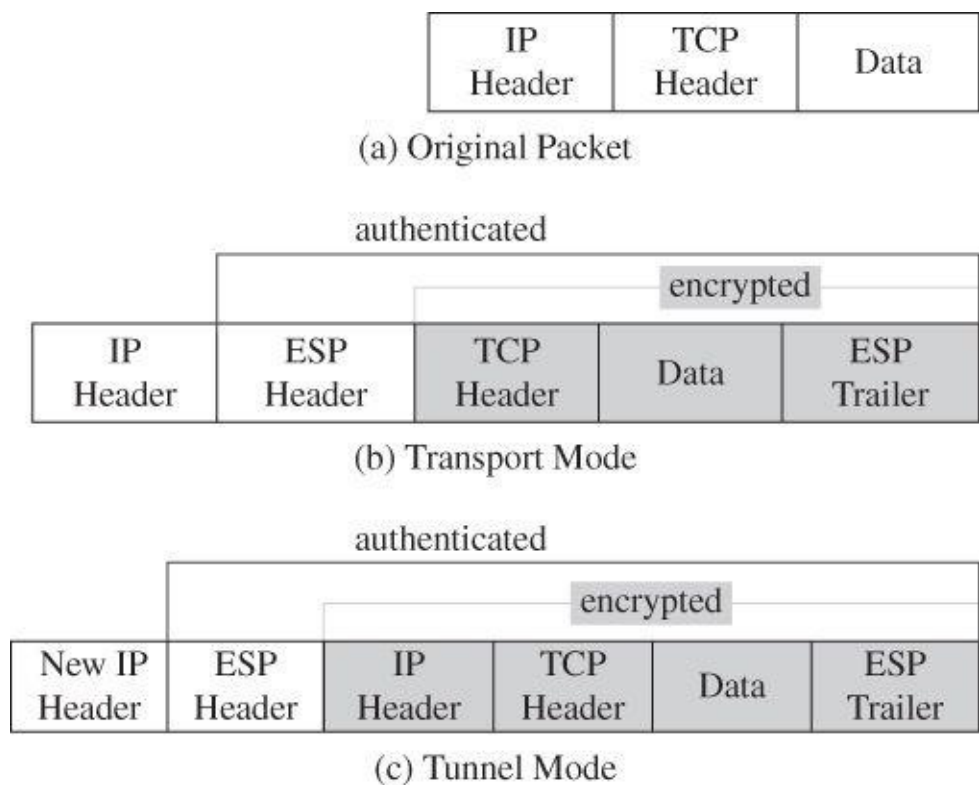 IP Header TCP Header Data
(a) Original Packet
authenticated
encrypted
IP Header ESP Header TCP Header Data ESP Trailer
(b) Transport Mode
authenticated
encrypted
New IP Header ESP Header IP Header TCP Header Data ESP Trailer
(c) Tunnel Mode